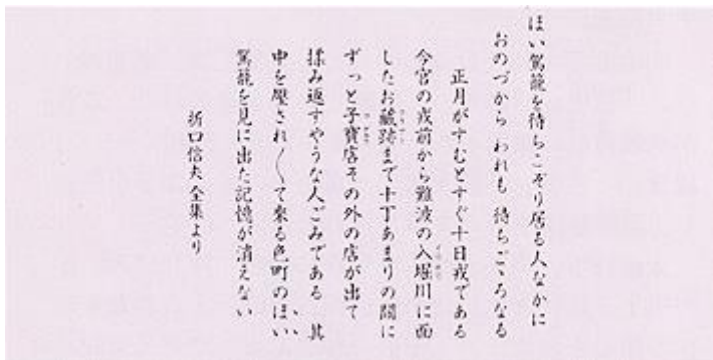 ほい駕籠を待ちこぞり居る人なかに
おのづから われも 待ちごゝろなる
正月がすむとすぐ十日戎である
今宮の戎前から難波の入堀川に面
したお蔵跡まで十丁あまりの間に
ずっと子寶店その外の店が出て
揉み返すやうな人ごみである 其
中を壓され〳〵て来る色町のほい
駕籠を見に出た記憶が消えない
折口信夫全集より